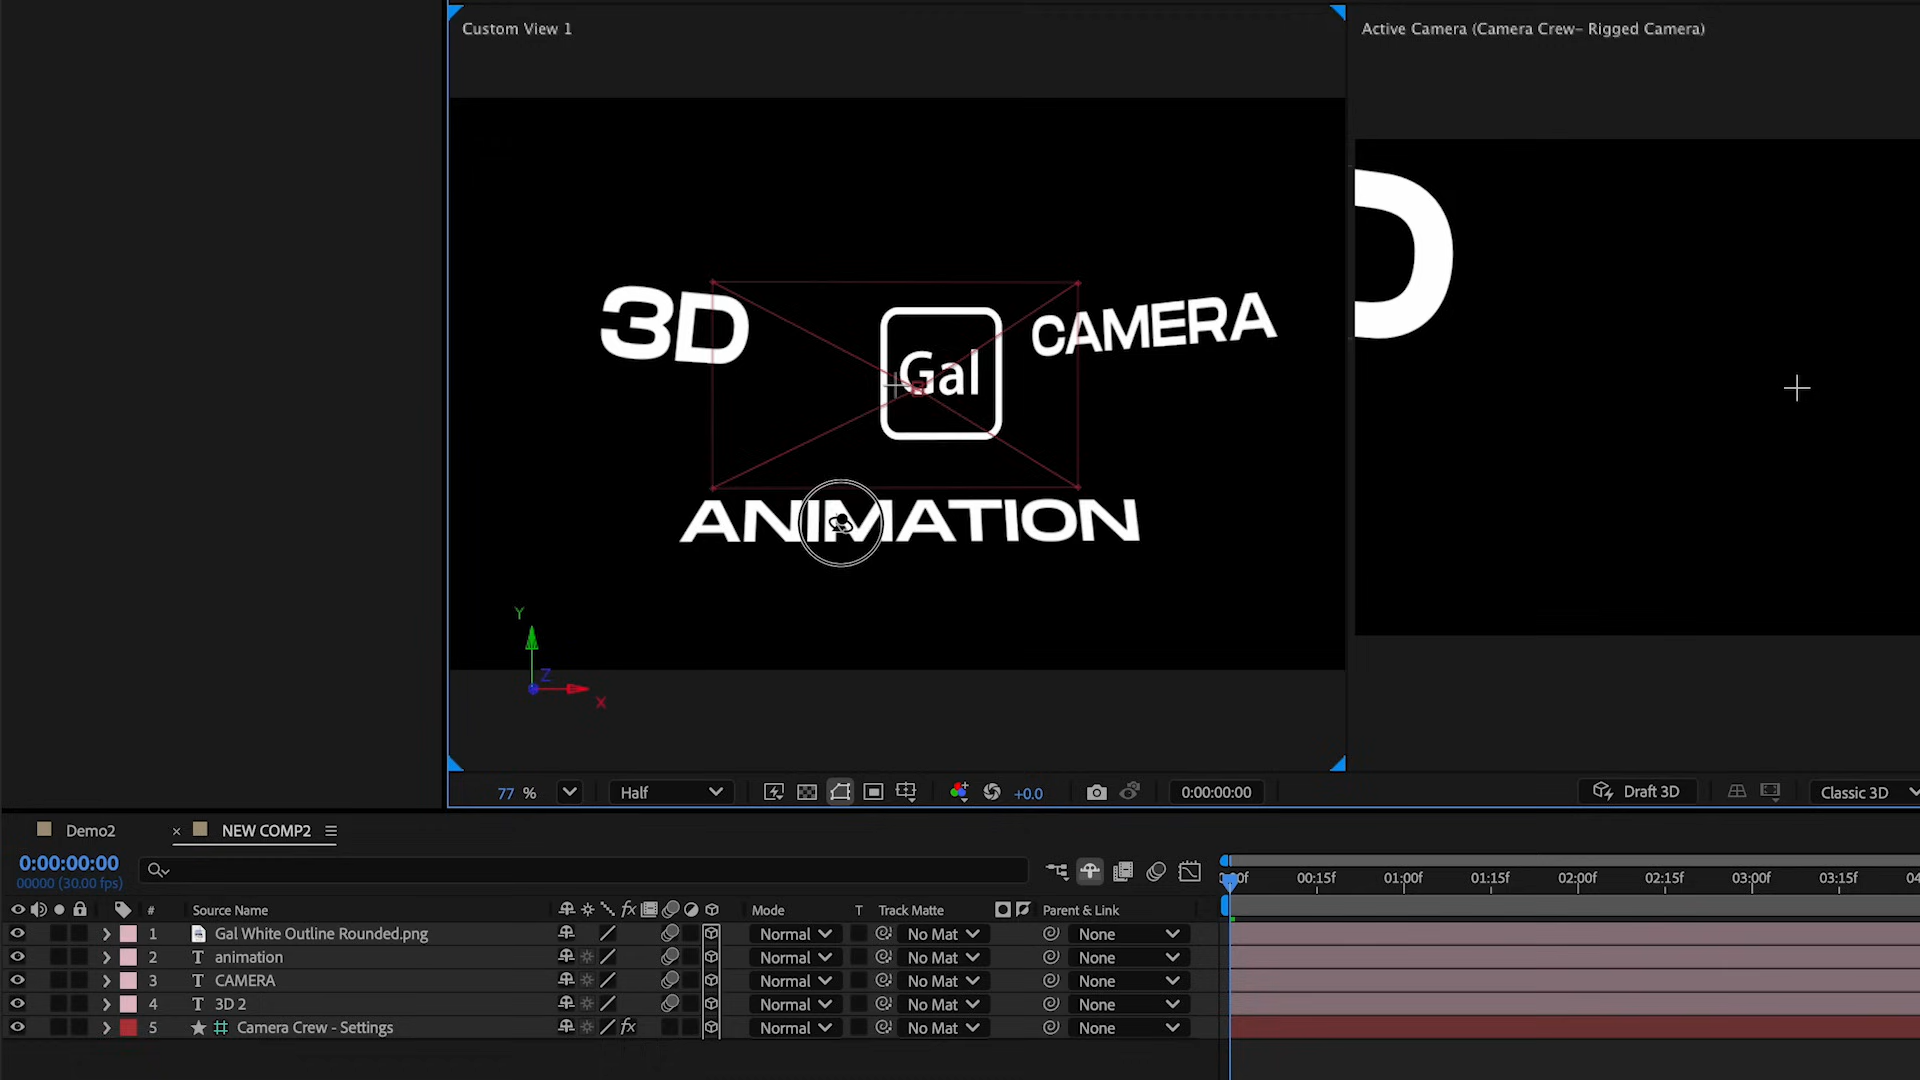 Custom View 1
Active Camera (Camera Crew- Rigged Camera)
3D
CAMERA
Gal
ANIMATION
Y
Z
X
77 %
Half
+0.0
0:00:00:00
Draft 3D
Classic 3D
Demo2
× NEW COMP2
0:00:00:00
00000 (30.00 fps)
00:15f 01:00f 01:15f 02:00f 02:15f 03:00f 03:15f
# Source Name fx Mode T Track Matte Parent & Link
1 Gal White Outline Rounded.png Normal No Mat None
2 T animation Normal No Mat None
3 T CAMERA Normal No Mat None
4 T 3D 2 Normal No Mat None
5 Camera Crew - Settings fx Normal No Mat None